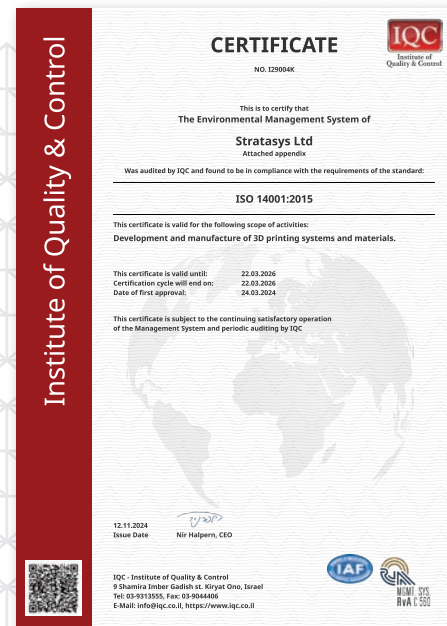 Institute of Quality & Control
CERTIFICATE
NO. I29004K
IQC
Institute of
Quality & Control
This is to certify that
The Environmental Management System of
Stratasys Ltd
Attached appendix
Was audited by IQC and found to be in compliance with the requirements of the standard:
ISO 14001:2015
This certificate is valid for the following scope of activities:
Development and manufacture of 3D printing systems and materials.
This certificate is valid until: 22.03.2026
Certification cycle will end on: 22.03.2026
Date of first approval: 24.03.2024
This certificate is subject to the continuing satisfactory operation
of the Management System and periodic auditing by IQC
12.11.2024
Issue Date Nir Halpern, CEO
IQC - Institute of Quality & Control
9 Shamira Imber Gadish st. Kiryat Ono, Israel
Tel: 03-9313555, Fax: 03-9044406
E-Mail: info@iqc.co.il, https://www.iqc.co.il
IAF
MGMT. SYS.
RvA C 560